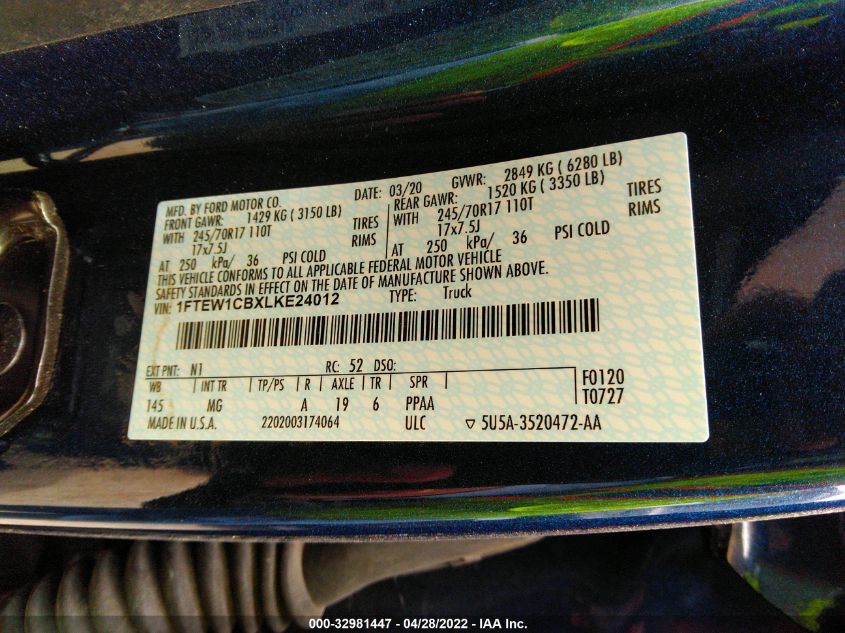 MFD. BY FORD MOTOR CO.
DATE: 03/20 GVWR: 2849 KG ( 6280 LB)
FRONT GAWR: 1429 KG ( 3150 LB)
WITH 245/70R17 110T TIRES
17x7.5J RIMS
AT 250 kPa/ 36 PSI COLD
REAR GAWR: 1520 KG ( 3350 LB)
WITH 245/70R17 110T TIRES
17x7.5J RIMS
AT 250 kPa/ 36 PSI COLD
THIS VEHICLE CONFORMS TO ALL APPLICABLE FEDERAL MOTOR VEHICLE
SAFETY STANDARDS IN EFFECT ON THE DATE OF MANUFACTURE SHOWN ABOVE.
VIN: 1FTEW1CBXLKE24012 TYPE: Truck
EXT PNT: N1 RC: 52 DSO:
WB INT TR TP/PS R AXLE TR SPR
145 MG A 19 6 PPAA
F0120
T0727
MADE IN U.S.A. 2202003174064 ULC ▽ 5U5A-3520472-AA
000-32981447 - 04/28/2022 - IAA Inc.